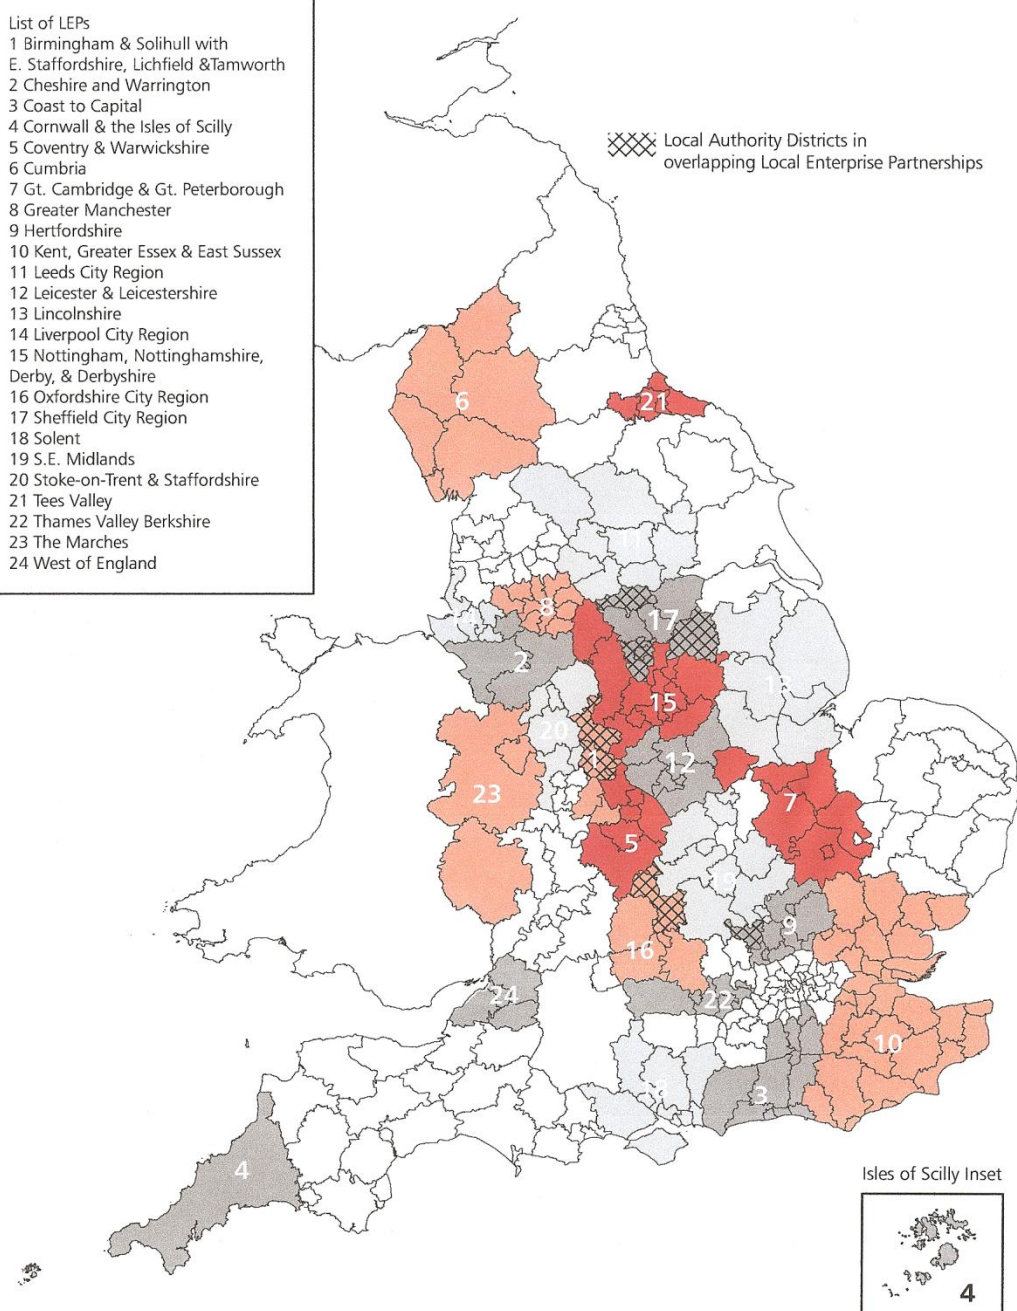 List of LEPs
1 Birmingham & Solihull with
E. Staffordshire, Lichfield &Tamworth
2 Cheshire and Warrington
3 Coast to Capital
4 Cornwall & the Isles of Scilly
5 Coventry & Warwickshire
6 Cumbria
7 Gt. Cambridge & Gt. Peterborough
8 Greater Manchester
9 Hertfordshire
10 Kent, Greater Essex & East Sussex
11 Leeds City Region
12 Leicester & Leicestershire
13 Lincolnshire
14 Liverpool City Region
15 Nottingham, Nottinghamshire,
Derby, & Derbyshire
16 Oxfordshire City Region
17 Sheffield City Region
18 Solent
19 S.E. Midlands
20 Stoke-on-Trent & Staffordshire
21 Tees Valley
22 Thames Valley Berkshire
23 The Marches
24 West of England
Local Authority Districts in
overlapping Local Enterprise Partnerships
6
21
11
8
14
17
2
13
15
20
1
12
23
7
5
19
9
16
24
22
10
18
3
4
Isles of Scilly Inset
4